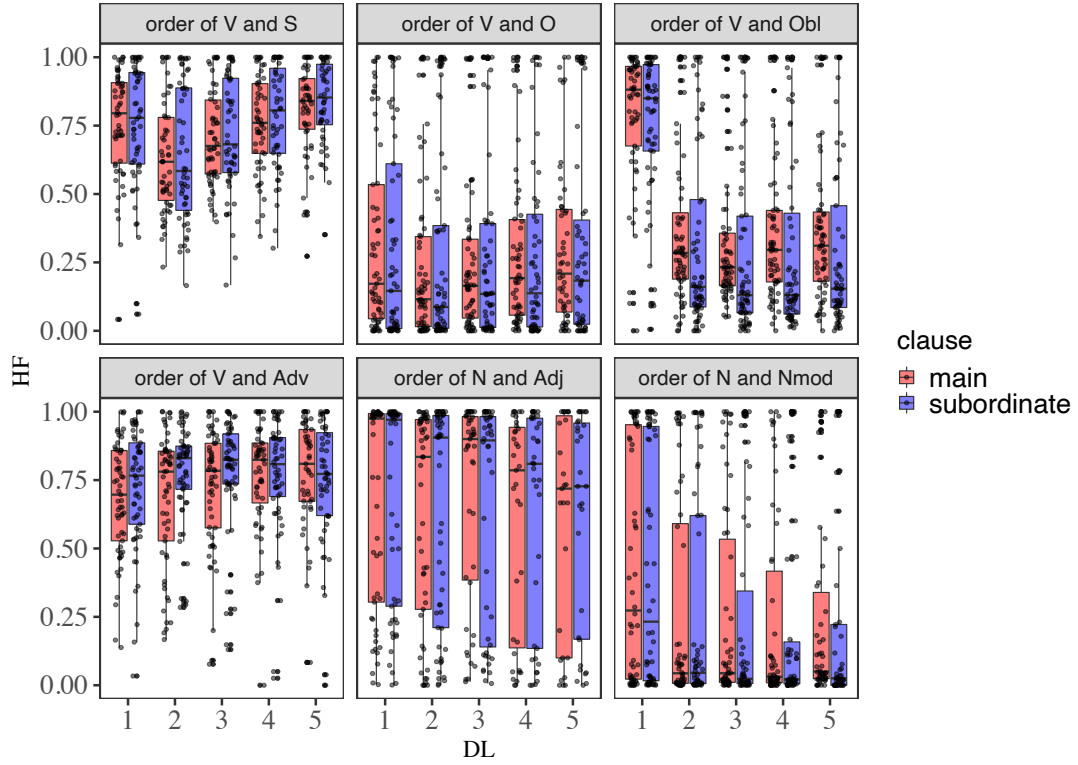 order of V and S order of V and O order of V and Obl
1.00
0.75
0.50
0.25
0.00
order of V and Adv order of N and Adj order of N and Nmod
1.00
0.75
0.50
0.25
0.00
1 2 3 4 5 1 2 3 4 5 1 2 3 4 5
DL
HF
clause
main
subordinate